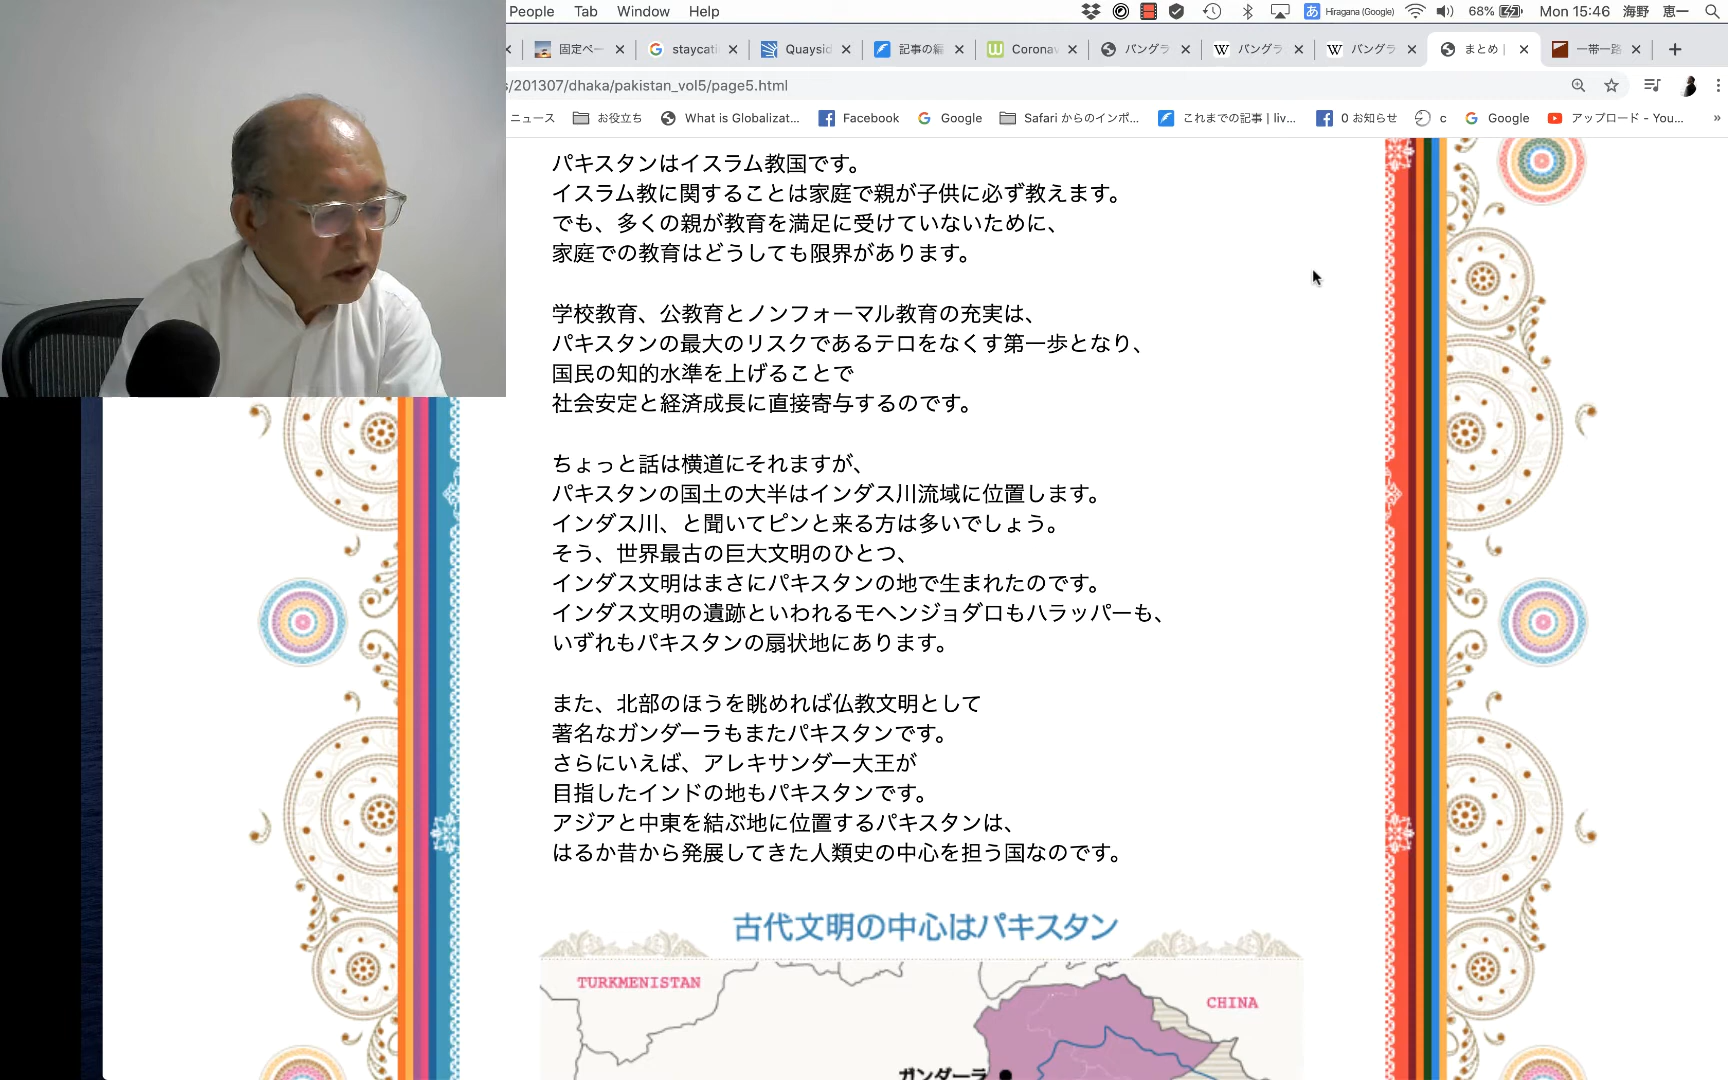 People Tab Window Help
あ Hiragana (Google) 68% Mon 15:46 海野 恵一
固定ペー
staycati
Quaysid
記事の編
Coronav
バングラ
バングラ
バングラ
まとめ |
一帯一路
s/201307/dhaka/pakistan_vol5/page5.html
ニュース お役立ち What is Globalizat... Facebook Google Safari からのインポ... これまでの記事 | liv... 0 お知らせ c Google アップロード - You... »
パキスタンはイスラム教国です。
イスラム教に関することは家庭で親が子供に必ず教えます。
でも、多くの親が教育を満足に受けていないために、
家庭での教育はどうしても限界があります。
学校教育、公教育とノンフォーマル教育の充実は、
パキスタンの最大のリスクであるテロをなくす第一歩となり、
国民の知的水準を上げることで
社会安定と経済成長に直接寄与するのです。
ちょっと話は横道にそれますが、
パキスタンの国土の大半はインダス川流域に位置します。
インダス川、と聞いてピンと来る方は多いでしょう。
そう、世界最古の巨大文明のひとつ、
インダス文明はまさにパキスタンの地で生まれたのです。
インダス文明の遺跡といわれるモヘンジョダロもハラッパーも、
いずれもパキスタンの扇状地にあります。
また、北部のほうを眺めれば仏教文明として
著名なガンダーラもまたパキスタンです。
さらにいえば、アレキサンダー大王が
目指したインドの地もパキスタンです。
アジアと中東を結ぶ地に位置するパキスタンは、
はるか昔から発展してきた人類史の中心を担う国なのです。
古代文明の中心はパキスタン
TURKMENISTAN
CHINA
ガンダーラ